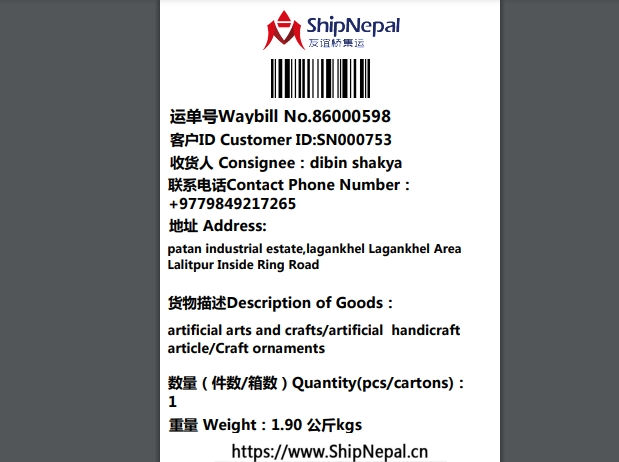 ShipNepal
友谊桥集运
运单号Waybill No.86000598
客户ID Customer ID:SN000753
收货人 Consignee：dibin shakya
联系电话Contact Phone Number：
+9779849217265
地址 Address:
patan industrial estate,lagankhel Lagankhel Area
Lalitpur Inside Ring Road
货物描述Description of Goods：
artificial arts and crafts/artificial handicraft
article/Craft ornaments
数量（件数/箱数）Quantity(pcs/cartons)：
1
重量 Weight：1.90 公斤kgs
https://www.ShipNepal.cn